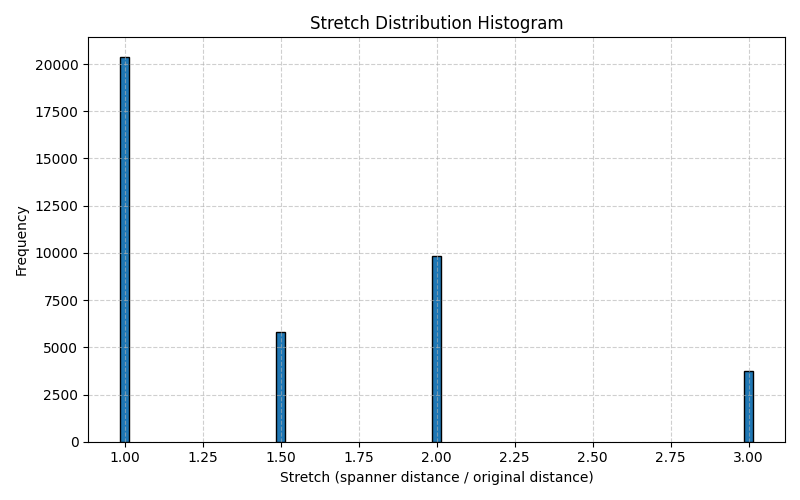 Stretch Distribution Histogram
Frequency
20000
17500
15000
12500
10000
7500
5000
2500
0
1.00 1.25 1.50 1.75 2.00 2.25 2.50 2.75 3.00
Stretch (spanner distance / original distance)